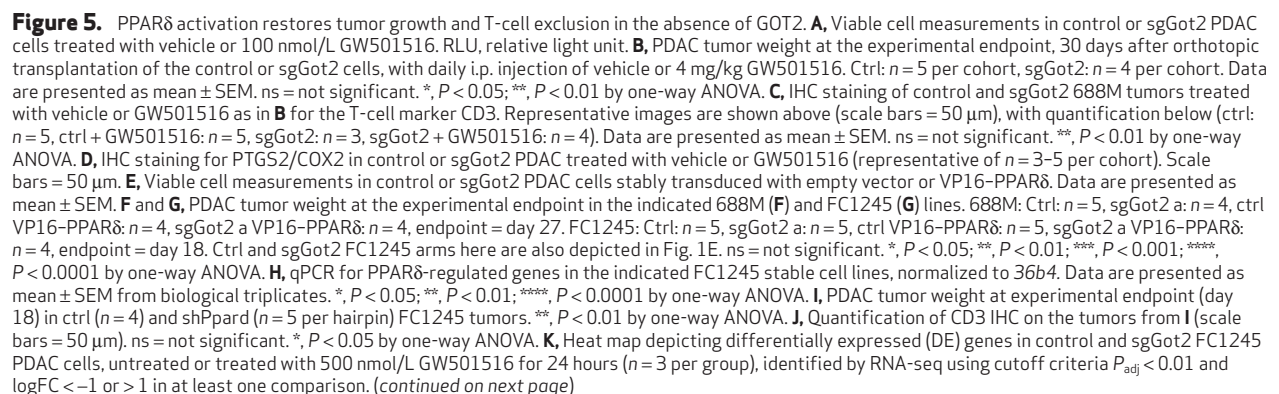 Figure 5. PPARδ activation restores tumor growth and T-cell exclusion in the absence of GOT2. A, Viable cell measurements in control or sgGot2 PDAC
cells treated with vehicle or 100 nmol/L GW501516. RLU, relative light unit. B, PDAC tumor weight at the experimental endpoint, 30 days after orthotopic
transplantation of the control or sgGot2 cells, with daily i.p. injection of vehicle or 4 mg/kg GW501516. Ctrl: n = 5 per cohort, sgGot2: n = 4 per cohort. Data
are presented as mean ± SEM. ns = not significant. *, P < 0.05; **, P < 0.01 by one-way ANOVA. C, IHC staining of control and sgGot2 688M tumors treated
with vehicle or GW501516 as in B for the T-cell marker CD3. Representative images are shown above (scale bars = 50 μm), with quantification below (ctrl:
n = 5, ctrl + GW501516: n = 5, sgGot2: n = 3, sgGot2 + GW501516: n = 4). Data are presented as mean ± SEM. ns = not significant. **, P < 0.01 by one-way
ANOVA. D, IHC staining for PTGS2/COX2 in control or sgGot2 PDAC treated with vehicle or GW501516 (representative of n = 3–5 per cohort). Scale
bars = 50 μm. E, Viable cell measurements in control or sgGot2 PDAC cells stably transduced with empty vector or VP16–PPARδ. Data are presented as
mean ± SEM. F and G, PDAC tumor weight at the experimental endpoint in the indicated 688M (F) and FC1245 (G) lines. 688M: Ctrl: n = 5, sgGot2 a: n = 4, ctrl
VP16–PPARδ: n = 4, sgGot2 a VP16–PPARδ: n = 4, endpoint = day 27. FC1245: Ctrl: n = 5, sgGot2 a: n = 5, ctrl VP16–PPARδ: n = 5, sgGot2 a VP16–PPARδ:
n = 4, endpoint = day 18. Ctrl and sgGot2 FC1245 arms here are also depicted in Fig. 1E. ns = not significant. *, P < 0.05; **, P < 0.01; ***, P < 0.001; ****,
P < 0.0001 by one-way ANOVA. H, qPCR for PPARδ-regulated genes in the indicated FC1245 stable cell lines, normalized to 36b4. Data are presented as
mean ± SEM from biological triplicates. *, P < 0.05; **, P < 0.01; ****, P < 0.0001 by one-way ANOVA. I, PDAC tumor weight at experimental endpoint (day
18) in ctrl (n = 4) and shPpard (n = 5 per hairpin) FC1245 tumors. **, P < 0.01 by one-way ANOVA. J, Quantification of CD3 IHC on the tumors from I (scale
bars = 50 μm). ns = not significant. *, P < 0.05 by one-way ANOVA. K, Heat map depicting differentially expressed (DE) genes in control and sgGot2 FC1245
PDAC cells, untreated or treated with 500 nmol/L GW501516 for 24 hours (n = 3 per group), identified by RNA-seq using cutoff criteria Padj < 0.01 and
logFC < −1 or > 1 in at least one comparison. (continued on next page)